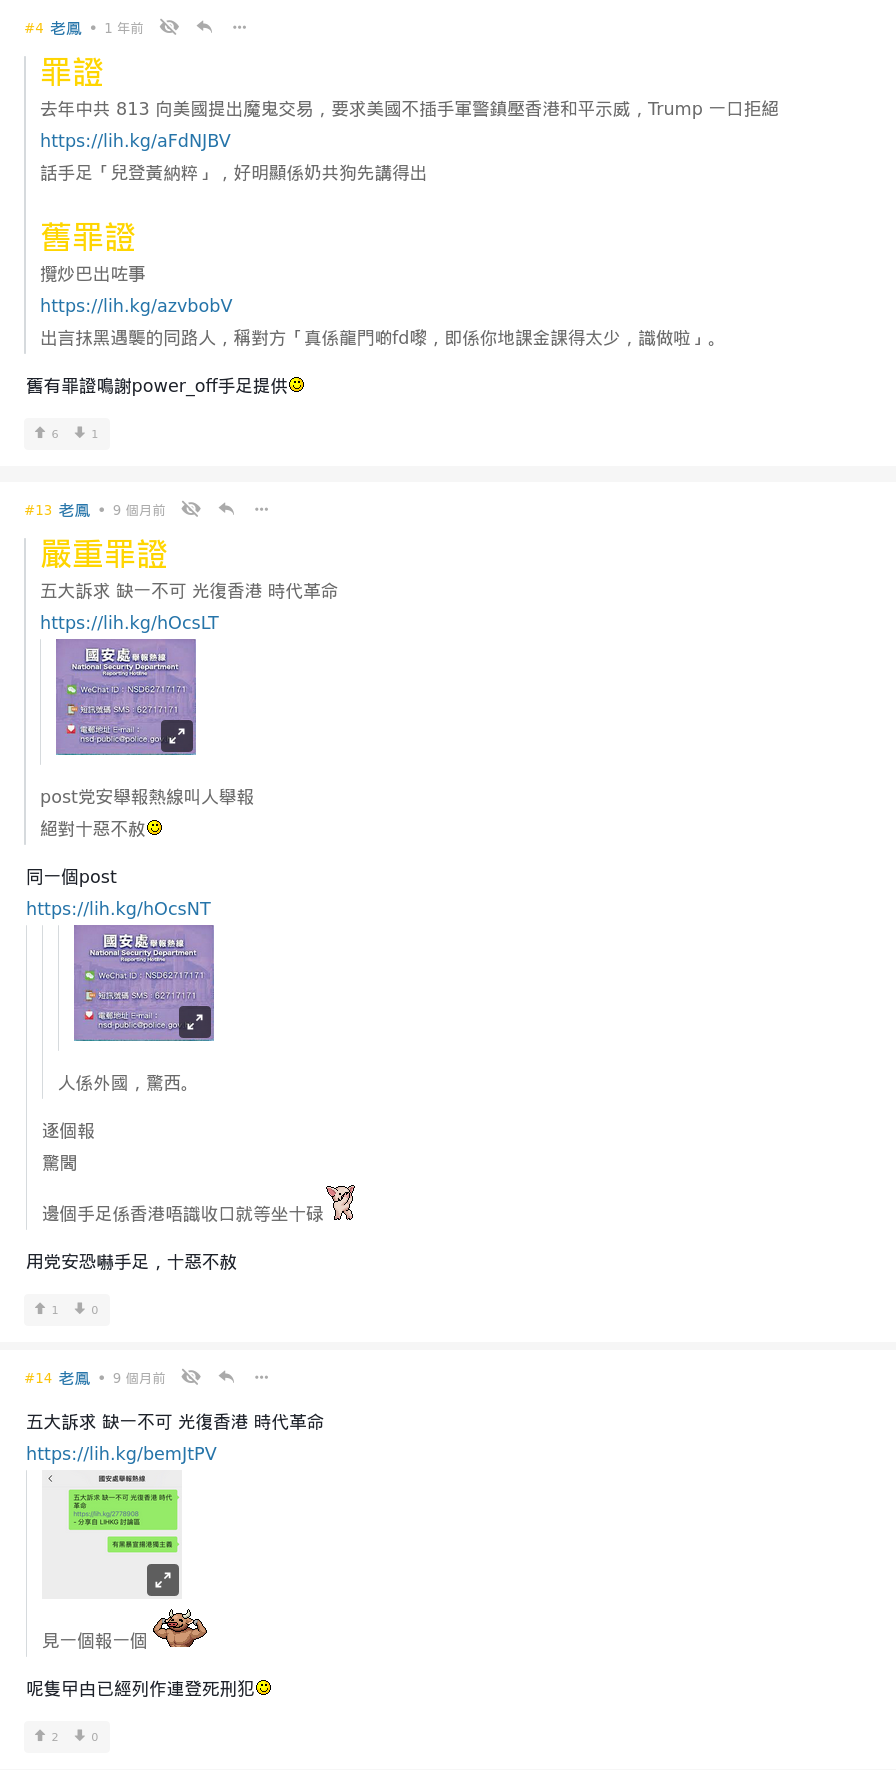 #4 老鳳 • 1 年前
罪證
去年中共 813 向美國提出魔鬼交易，要求美國不插手軍警鎮壓香港和平示威，Trump 一口拒絕
https://lih.kg/aFdNJBV
話手足「兒登黃納粹」，好明顯係奶共狗先講得出
舊罪證
攬炒巴出咗事
https://lih.kg/azvbobV
出言抹黑遇襲的同路人，稱對方「真係龍門啲fd嚟，即係你地課金課得太少，識做啦」。
舊有罪證鳴謝power_off手足提供
6 1
#13 老鳳 • 9 個月前
嚴重罪證
五大訴求 缺一不可 光復香港 時代革命
https://lih.kg/hOcsLT
國安處舉報熱線
National Security Department
Reporting Hotline
WeChat ID：NSD62717171
短訊號碼 SMS：62717171
電郵地址 E-mail：
nsd-public@police.gov
post党安舉報熱線叫人舉報
絕對十惡不赦
同一個post
https://lih.kg/hOcsNT
國安處舉報熱線
National Security Department
Reporting Hotline
WeChat ID：NSD62717171
短訊號碼 SMS：62717171
電郵地址 E-mail：
nsd-public@police.gov
人係外國，驚西。
逐個報
驚閪
邊個手足係香港唔識收口就等坐十碌
用党安恐嚇手足，十惡不赦
1 0
#14 老鳳 • 9 個月前
五大訴求 缺一不可 光復香港 時代革命
https://lih.kg/bemJtPV
國安處舉報熱線
五大訴求 缺一不可 光復香港 時代
革命
https://lih.kg/2778908
- 分享自 LIHKG 討論區
有黑暴宣揚港獨主義
見一個報一個
呢隻曱甴已經列作連登死刑犯
2 0